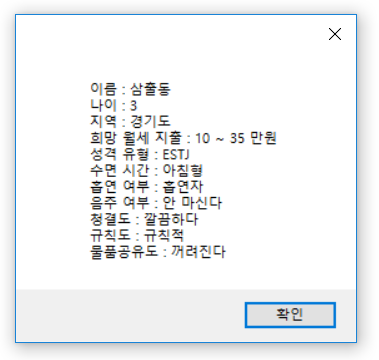 이름 : 삼출동
나이 : 3
지역 : 경기도
희망 월세 지출 : 10 ~ 35 만원
성격 유형 : ESTJ
수면 시간 : 아침형
흡연 여부 : 흡연자
음주 여부 : 안 마신다
청결도 : 깔끔하다
규칙도 : 규칙적
물품공유도 : 꺼려진다
확인